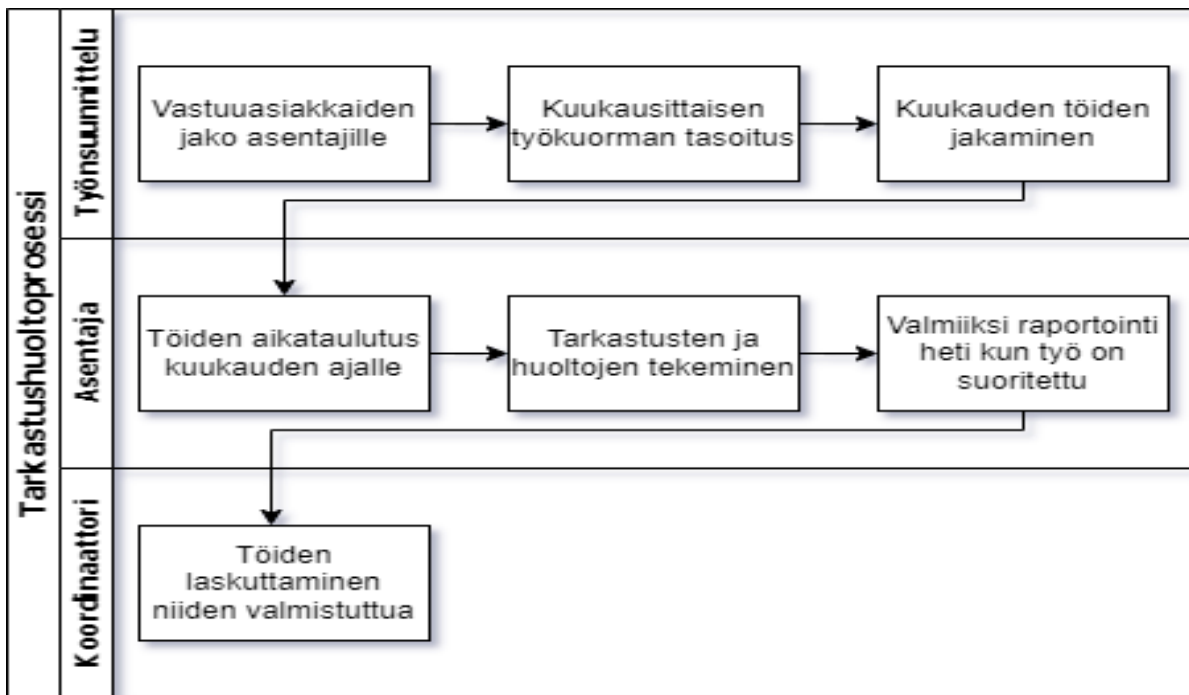 Tarkastushuoltoprosessi
Työnsuunnittelu
Vastuuasiakkaiden
jako asentajille
Kuukausittaisen
työkuorman tasoitus
Kuukauden töiden
jakaminen
Asentaja
Töiden aikataulutus
kuukauden ajalle
Tarkastusten ja
huoltojen tekeminen
Valmiiksi raportointi
heti kun työ on
suoritettu
Koordinaattori
Töiden
laskuttaminen
niiden valmistuttua